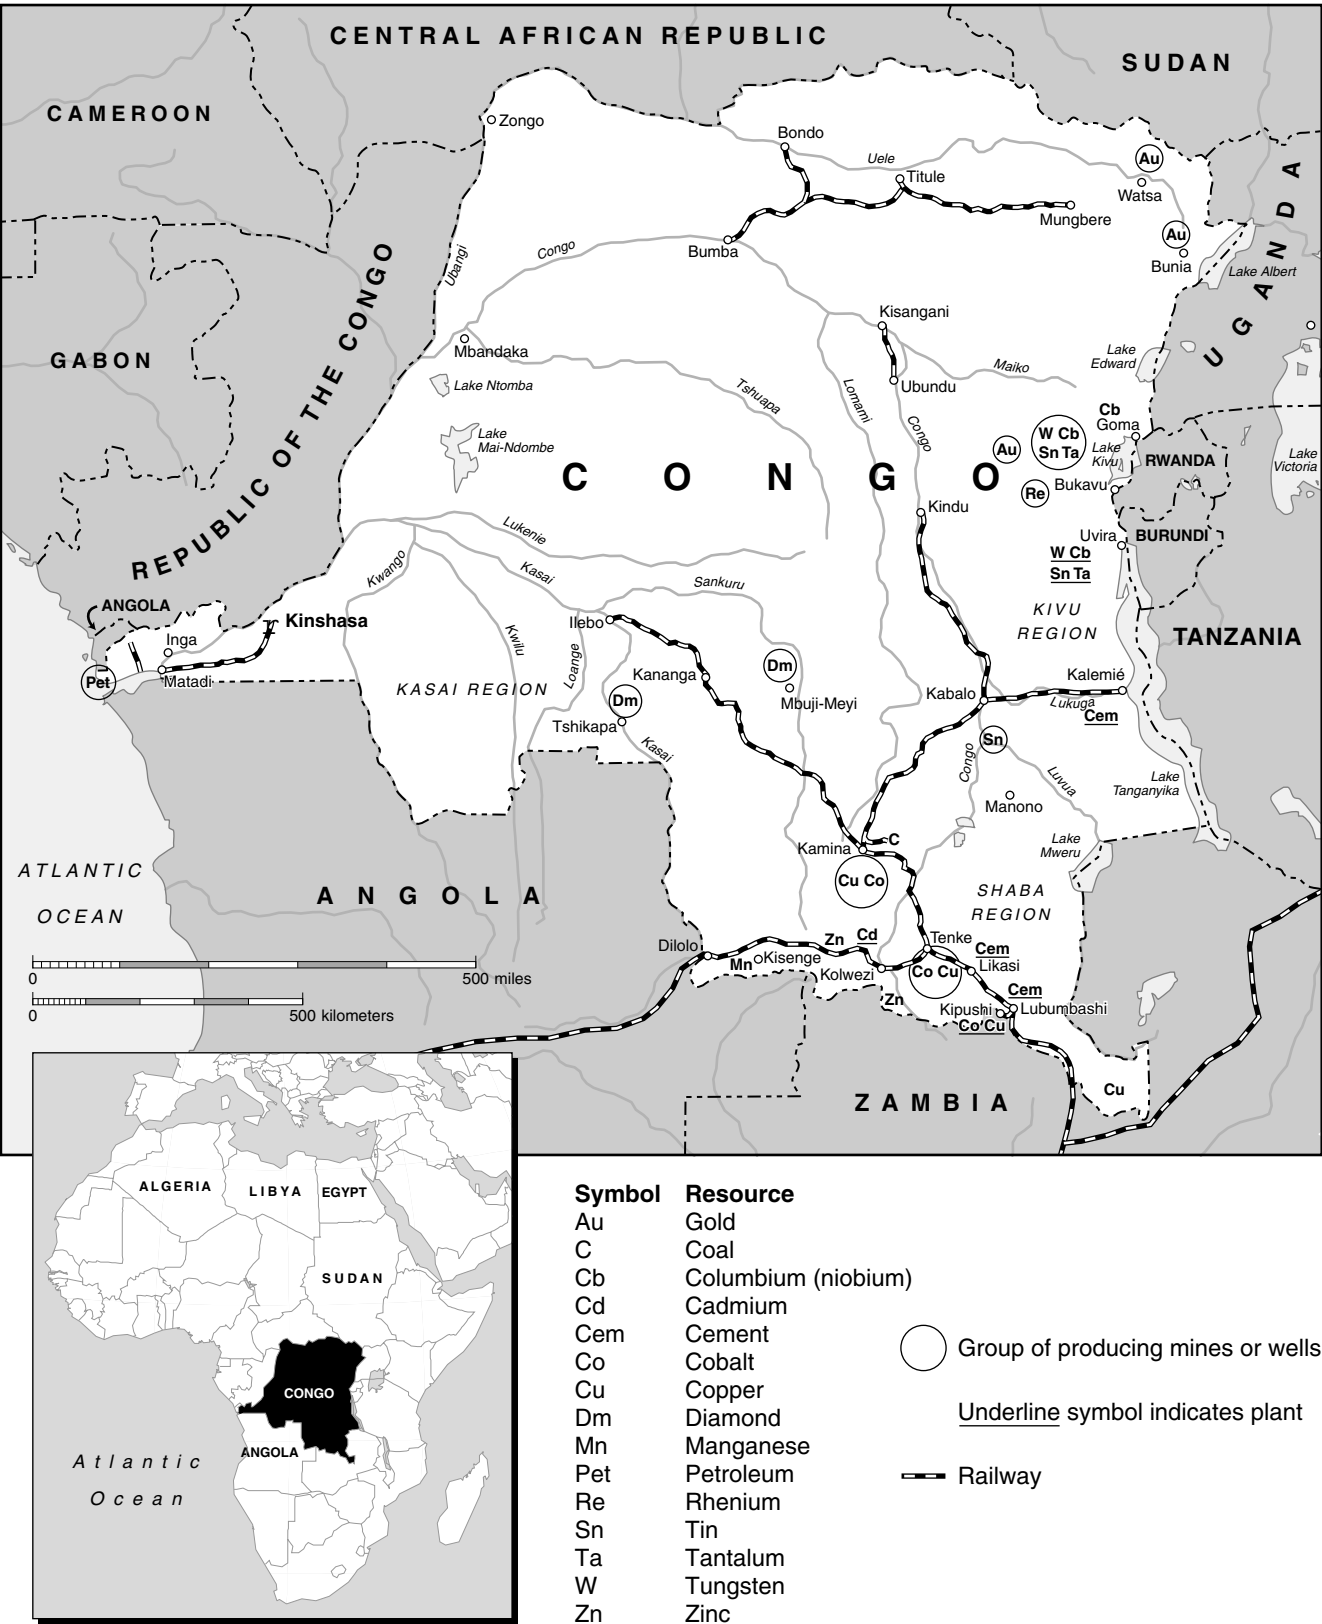 CENTRAL AFRICAN REPUBLIC
SUDAN
CAMEROON
Zongo
Bondo
Uele
Titule
Au
Watsa
Mungbere
UGANDA
Au
Bunia
Lake Albert
Bumba
Congo
Ubangi
REPUBLIC OF THE CONGO
GABON
Kisangani
Mbandaka
Lake Ntomba
Tshuapa
Lomami
Ubundu
Maiko
Lake
Edward
Congo
Cb
Goma
Lake
Mai-Ndombe
Au
W Cb
Sn Ta
Lake
Kivu
RWANDA
Lake
Victoria
CONGO
Re
Bukavu
Kindu
Lukenie
Uvira
BURUNDI
W Cb
Sn Ta
Kwango
Kasai
Sankuru
KIVU
REGION
ANGOLA
Inga
Kinshasa
Ilebo
Kwilu
Loange
TANZANIA
Pet
Matadi
KASAI REGION
Kananga
Dm
Mbuji-Meyi
Dm
Tshikapa
Kasai
Kabalo
Kalemié
Lukuga
Cem
Sn
Congo
Luvua
Lake
Tanganyika
Manono
Kamina
C
Lake
Mweru
Cu Co
ATLANTIC
OCEAN
ANGOLA
SHABA
REGION
Dilolo
Mn
Kisenge
Zn
Cd
Kolwezi
Tenke
Cem
Co Cu
Likasi
Zn
Cem
Kipushi
Lubumbashi
Co Cu
Cu
ZAMBIA
0
500 miles
0
500 kilometers
ALGERIA
LIBYA
EGYPT
SUDAN
CONGO
ANGOLA
Atlantic
Ocean
Symbol Resource
Au Gold
C Coal
Cb Columbium (niobium)
Cd Cadmium
Cem Cement
Co Cobalt
Cu Copper
Dm Diamond
Mn Manganese
Pet Petroleum
Re Rhenium
Sn Tin
Ta Tantalum
W Tungsten
Zn Zinc
Group of producing mines or wells
Underline symbol indicates plant
Railway